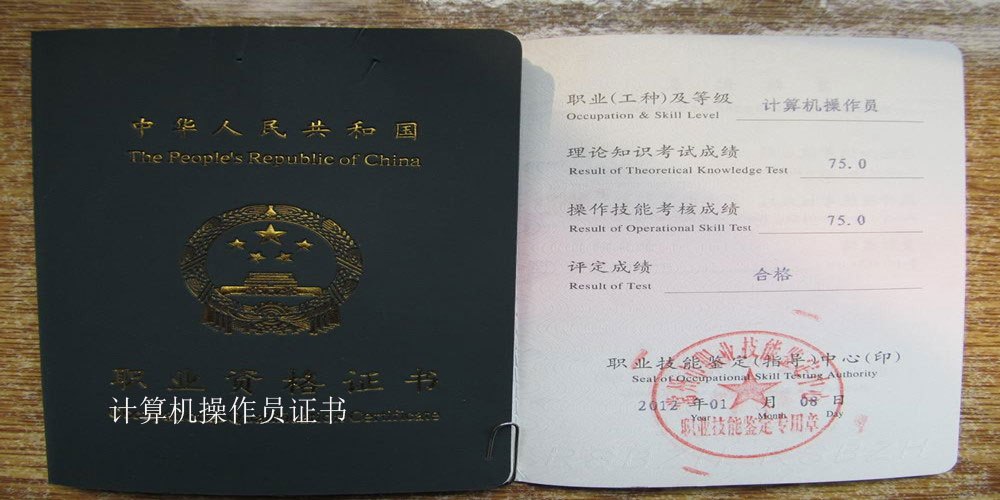 中华人民共和国
The People's Republic of China
职业资格证书
计算机操作员证书
Certificate
职业(工种)及等级 计算机操作员
Occupation & Skill Level
理论知识考试成绩 75.0
Result of Theoretical Knowledge Test
操作技能考核成绩 75.0
Result of Operational Skill Test
评定成绩 合格
Result of Test
职业技能鉴定(指导)中心(印)
Seal of Occupational Skill Testing Authority
2012 年 01 月 08 日
Year Month Day
职业技能鉴定专用章